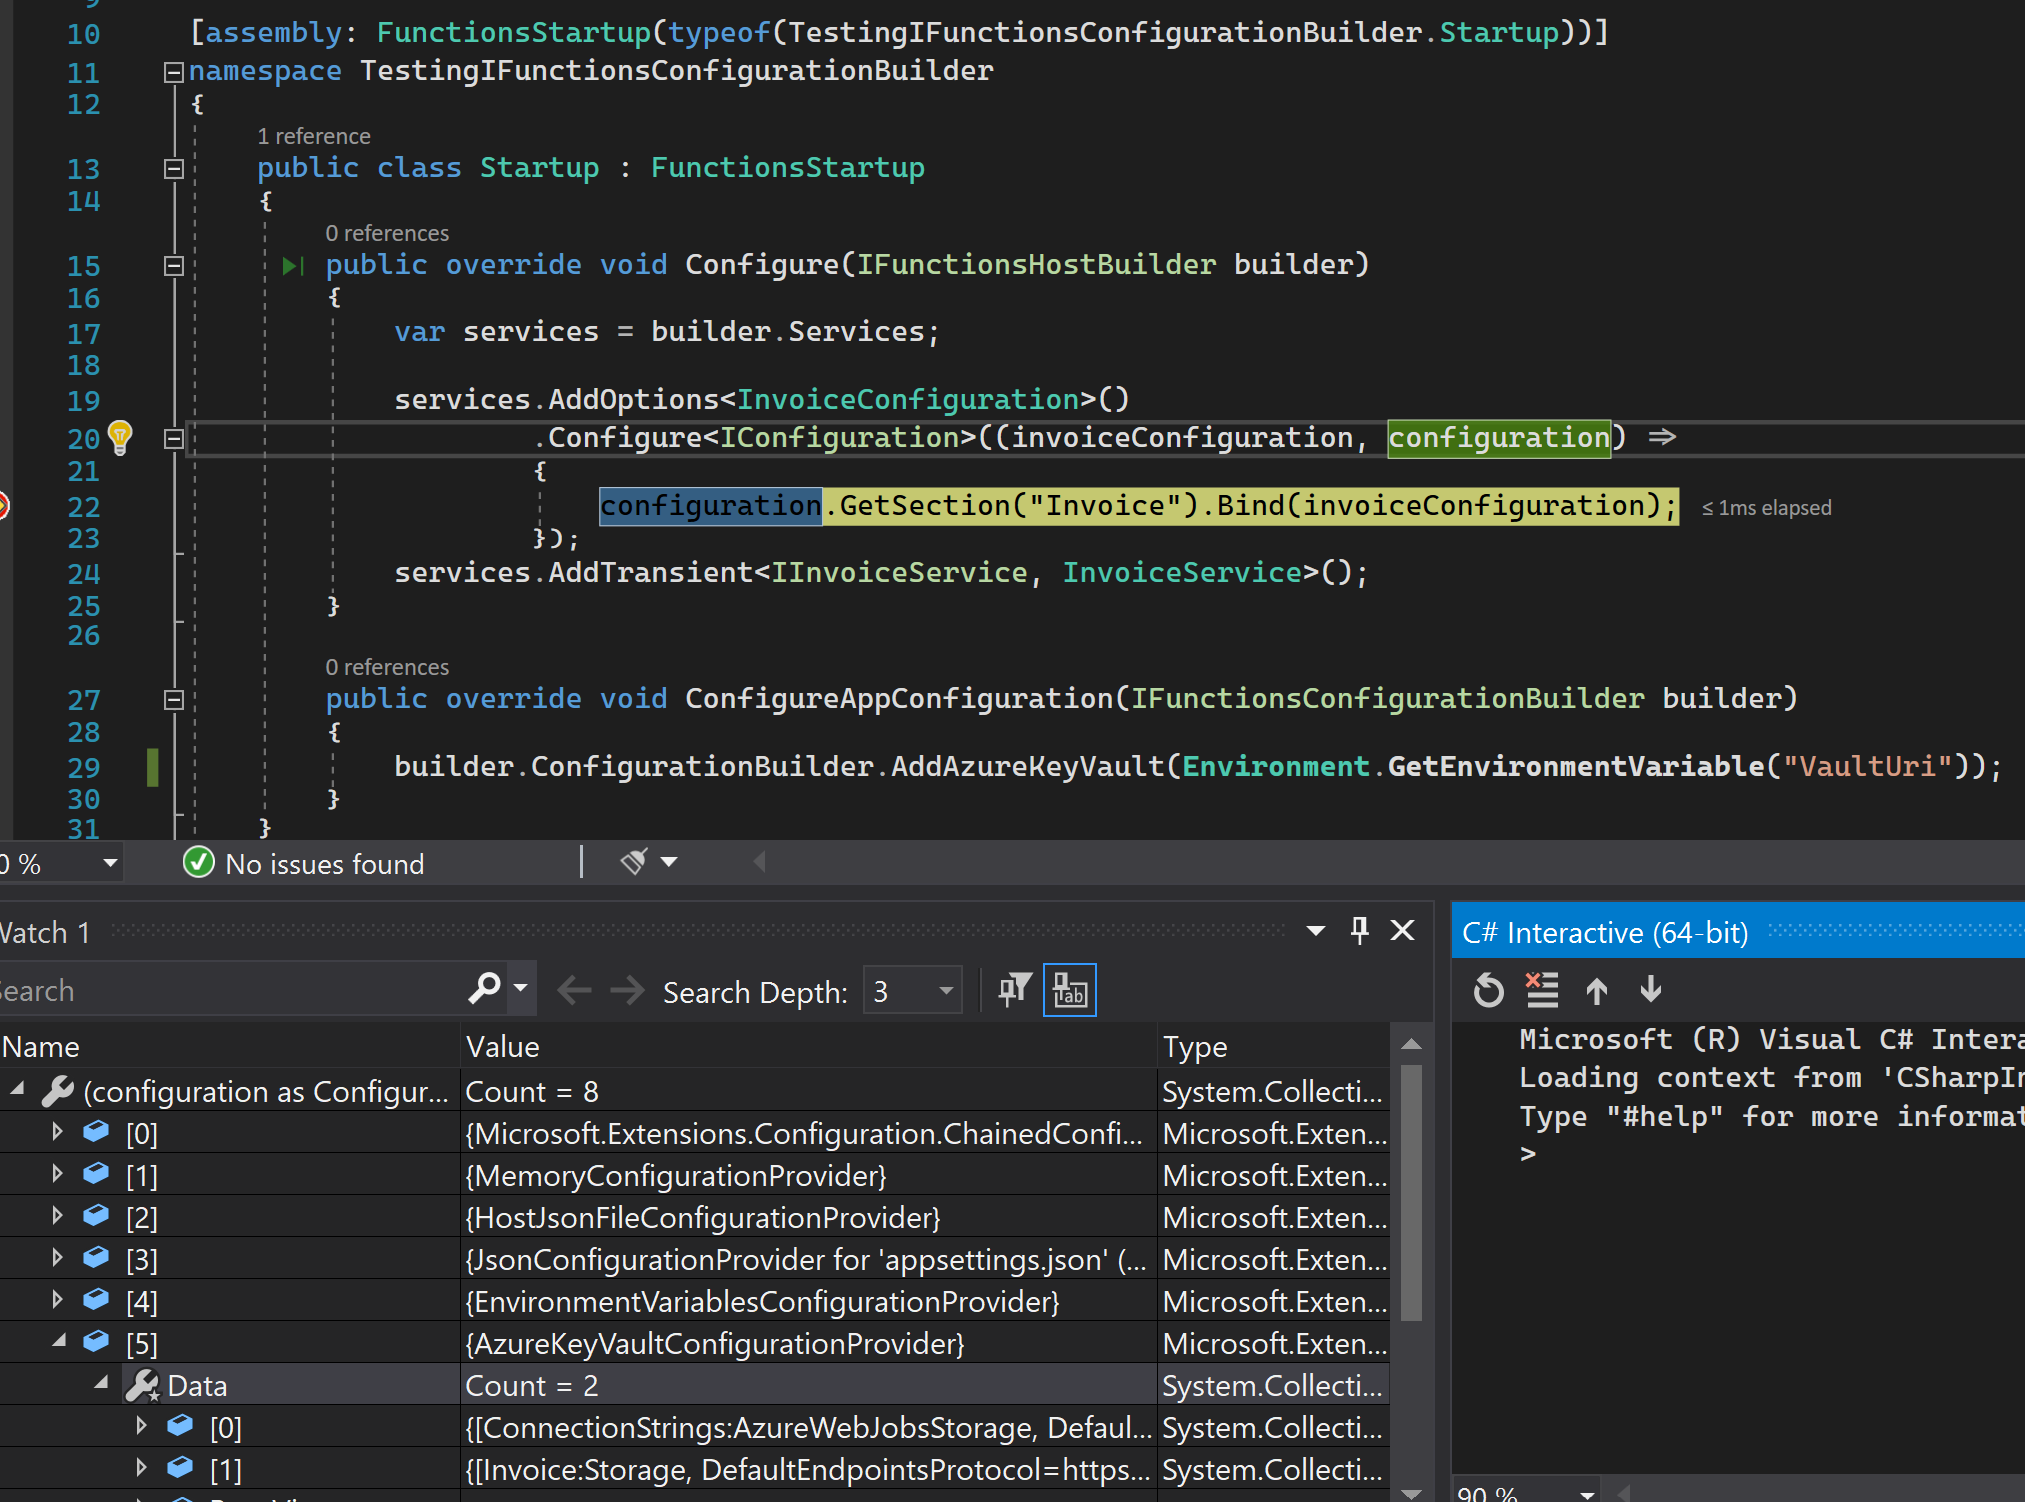 10 [assembly: FunctionsStartup(typeof(TestingIFunctionsConfigurationBuilder.Startup))]
11 namespace TestingIFunctionsConfigurationBuilder
12 {
1 reference
13 public class Startup : FunctionsStartup
14 {
0 references
15 public override void Configure(IFunctionsHostBuilder builder)
16 {
17 var services = builder.Services;
18
19 services.AddOptions<InvoiceConfiguration>()
20 .Configure<IConfiguration>((invoiceConfiguration, configuration) =>
21 {
22 configuration.GetSection("Invoice").Bind(invoiceConfiguration); ≤ 1ms elapsed
23 });
24 services.AddTransient<IInvoiceService, InvoiceService>();
25 }
26
0 references
27 public override void ConfigureAppConfiguration(IFunctionsConfigurationBuilder builder)
28 {
29 builder.ConfigurationBuilder.AddAzureKeyVault(Environment.GetEnvironmentVariable("VaultUri"));
30 }
31 }
0 % No issues found
Watch 1
Search Search Depth: 3
Name Value Type
(configuration as Configur... Count = 8 System.Collecti...
[0] {Microsoft.Extensions.Configuration.ChainedConfi... Microsoft.Exten...
[1] {MemoryConfigurationProvider} Microsoft.Exten...
[2] {HostJsonFileConfigurationProvider} Microsoft.Exten...
[3] {JsonConfigurationProvider for 'appsettings.json' (... Microsoft.Exten...
[4] {EnvironmentVariablesConfigurationProvider} Microsoft.Exten...
[5] {AzureKeyVaultConfigurationProvider} Microsoft.Exten...
Data Count = 2 System.Collecti...
[0] {[ConnectionStrings:AzureWebJobsStorage, Defaul... System.Collecti...
[1] {[Invoice:Storage, DefaultEndpointsProtocol=https... System.Collecti...
C# Interactive (64-bit)
Microsoft (R) Visual C# Intera
Loading context from 'CSharpIn
Type "#help" for more informat
>
90 %